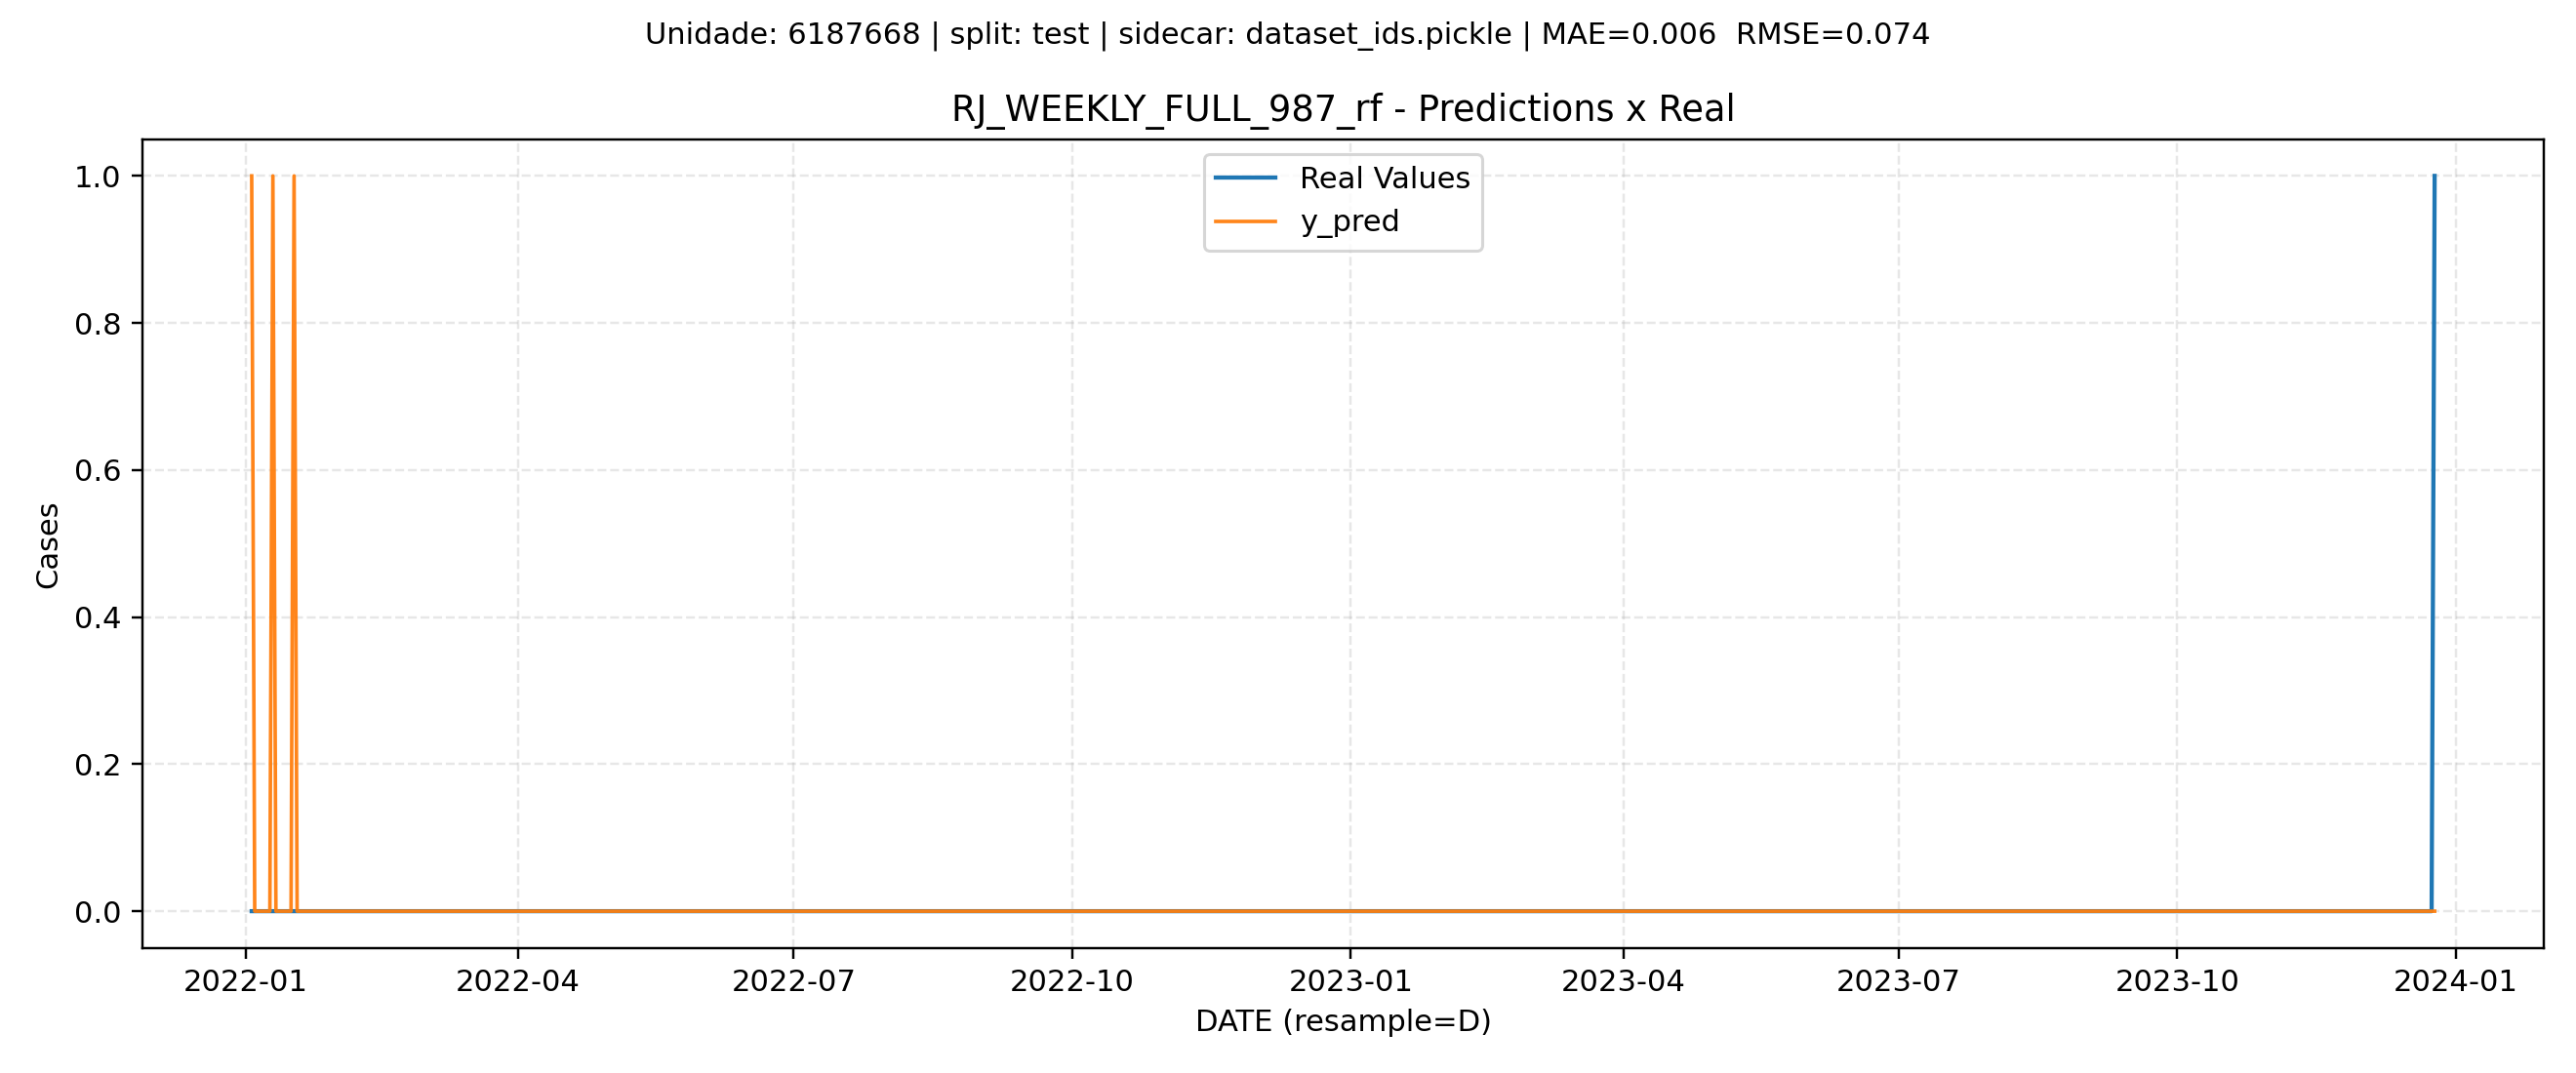 Unidade: 6187668 | split: test | sidecar: dataset_ids.pickle | MAE=0.006  RMSE=0.074
RJ_WEEKLY_FULL_987_rf - Predictions x Real
Real Values
y_pred
1.0
0.8
0.6
0.4
0.2
0.0
Cases
2022-01 2022-04 2022-07 2022-10 2023-01 2023-04 2023-07 2023-10 2024-01
DATE (resample=D)